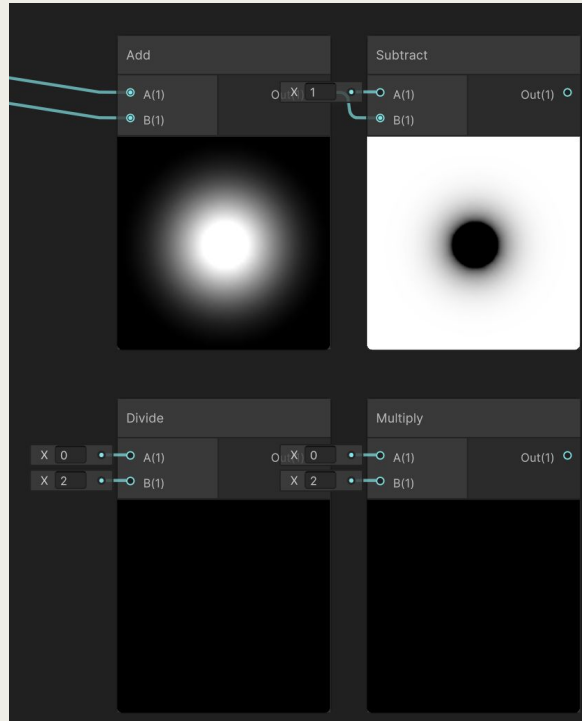 Add
A(1)
B(1)
Subtract
X 1
A(1)
Out(1)
B(1)
Divide
X 0
A(1)
X 2
B(1)
Multiply
X 0
A(1)
Out(1)
X 2
B(1)